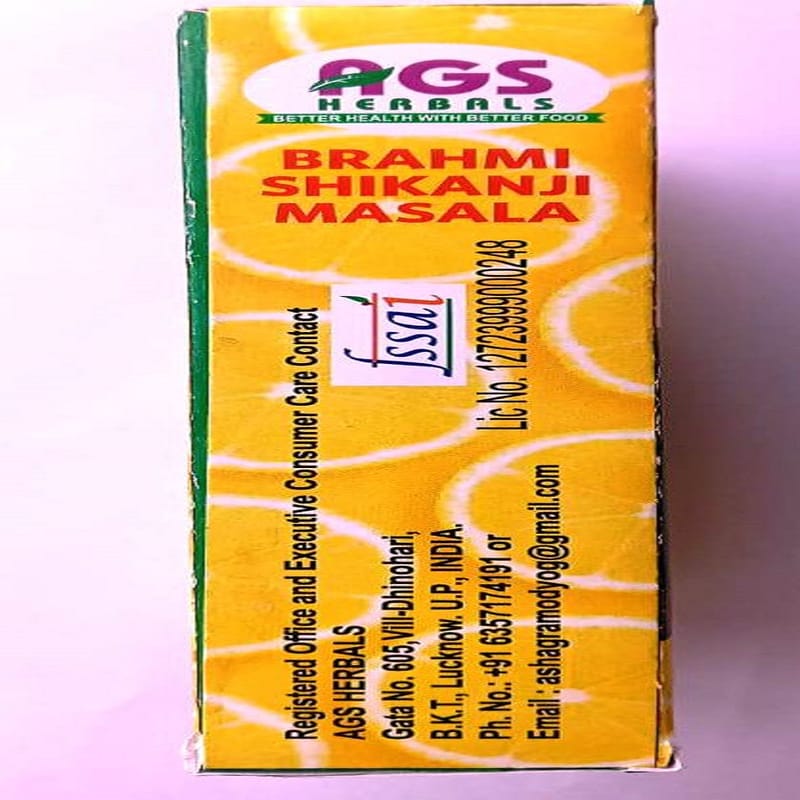 AGS
HERBALS
BETTER HEALTH WITH BETTER FOOD
BRAHMI
SHIKANJI
MASALA
fssai
Lic No. 12723999000248
Registered Office and Executive Consumer Care Contact
AGS HERBALS
Gata No. 605,Vill-Dhinohari,
B.K.T., Lucknow. U.P., INDIA.
Ph. No.: +91 6357174191 or
Email : ashagramodyog@gmail.com